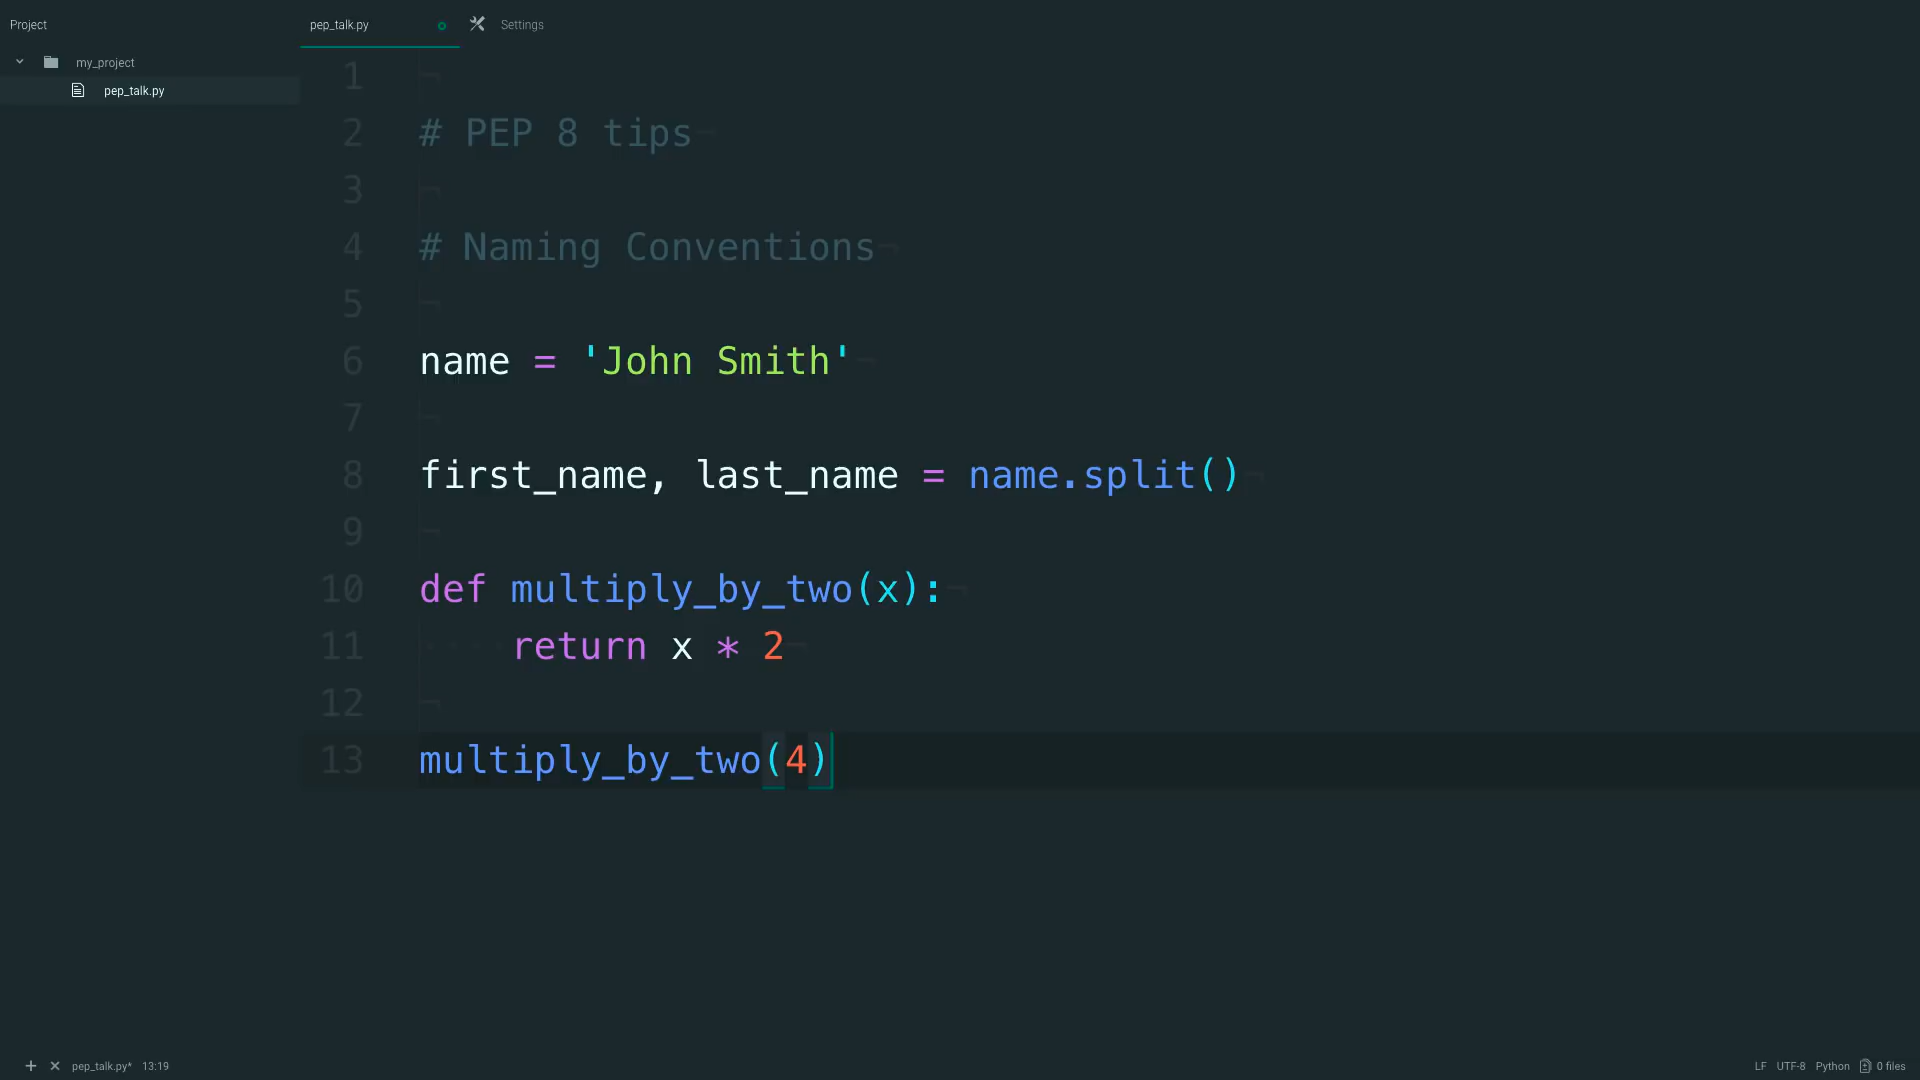 Project
pep_talk.py
Settings
my_project
pep_talk.py
1
2 # PEP 8 tips
3
4 # Naming Conventions
5
6 name = 'John Smith'
7
8 first_name, last_name = name.split()
9
10 def multiply_by_two(x):
11     return x * 2
12
13 multiply_by_two(4)
pep_talk.py* 13:19
LF UTF-8 Python 0 files